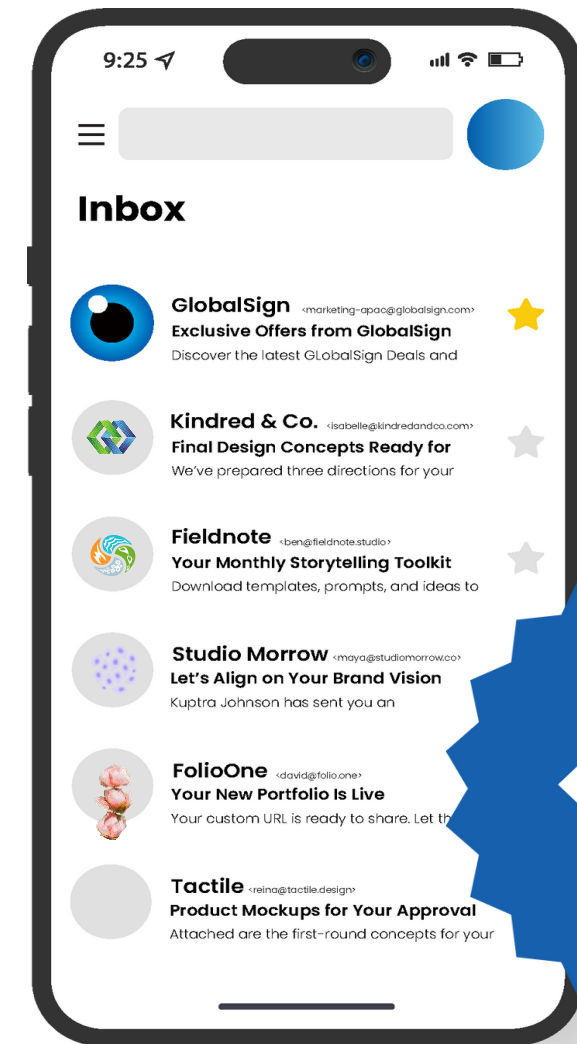 9:25
Inbox
GlobalSign <marketing-apac@globalsign.com>
Exclusive Offers from GlobalSign
Discover the latest GLobalSign Deals and
Kindred & Co. <isabelle@kindredandco.com>
Final Design Concepts Ready for
We've prepared three directions for your
Fieldnote <ben@fieldnote.studio>
Your Monthly Storytelling Toolkit
Download templates, prompts, and ideas to
Studio Morrow <maya@studiomorrow.co>
Let's Align on Your Brand Vision
Kuptra Johnson has sent you an
FolioOne <david@folio.one>
Your New Portfolio Is Live
Your custom URL is ready to share. Let
Tactile <reina@tactile.design>
Product Mockups for Your Approval
Attached are the first-round concepts for your